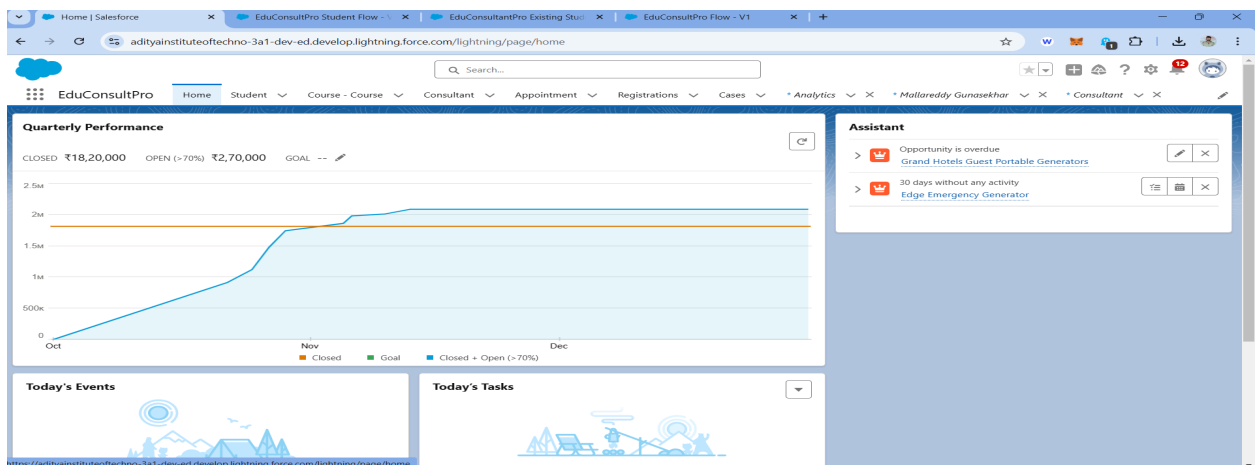 Home | Salesforce
EduConsultPro Student Flow - V
EduConsultantPro Existing Stud
EduConsultPro Flow - V1
adityainstituteoftechno-3a1-dev-ed.develop.lightning.force.com/lightning/page/home
Search...
12
EduConsultPro
Home
Student
Course - Course
Consultant
Appointment
Registrations
Cases
* Analytics
* Mallareddy Gunasekhar
* Consultant
Quarterly Performance
CLOSED ₹18,20,000 OPEN (>70%) ₹2,70,000 GOAL --
2.5M
2M
1.5M
1M
500K
0
Oct Nov Dec
Closed Goal Closed + Open (>70%)
Assistant
Opportunity is overdue
Grand Hotels Guest Portable Generators
30 days without any activity
Edge Emergency Generator
Today's Events
Today's Tasks
https://adityainstituteoftechno-3a1-dev-ed.develop.lightning.force.com/lightning/page/home